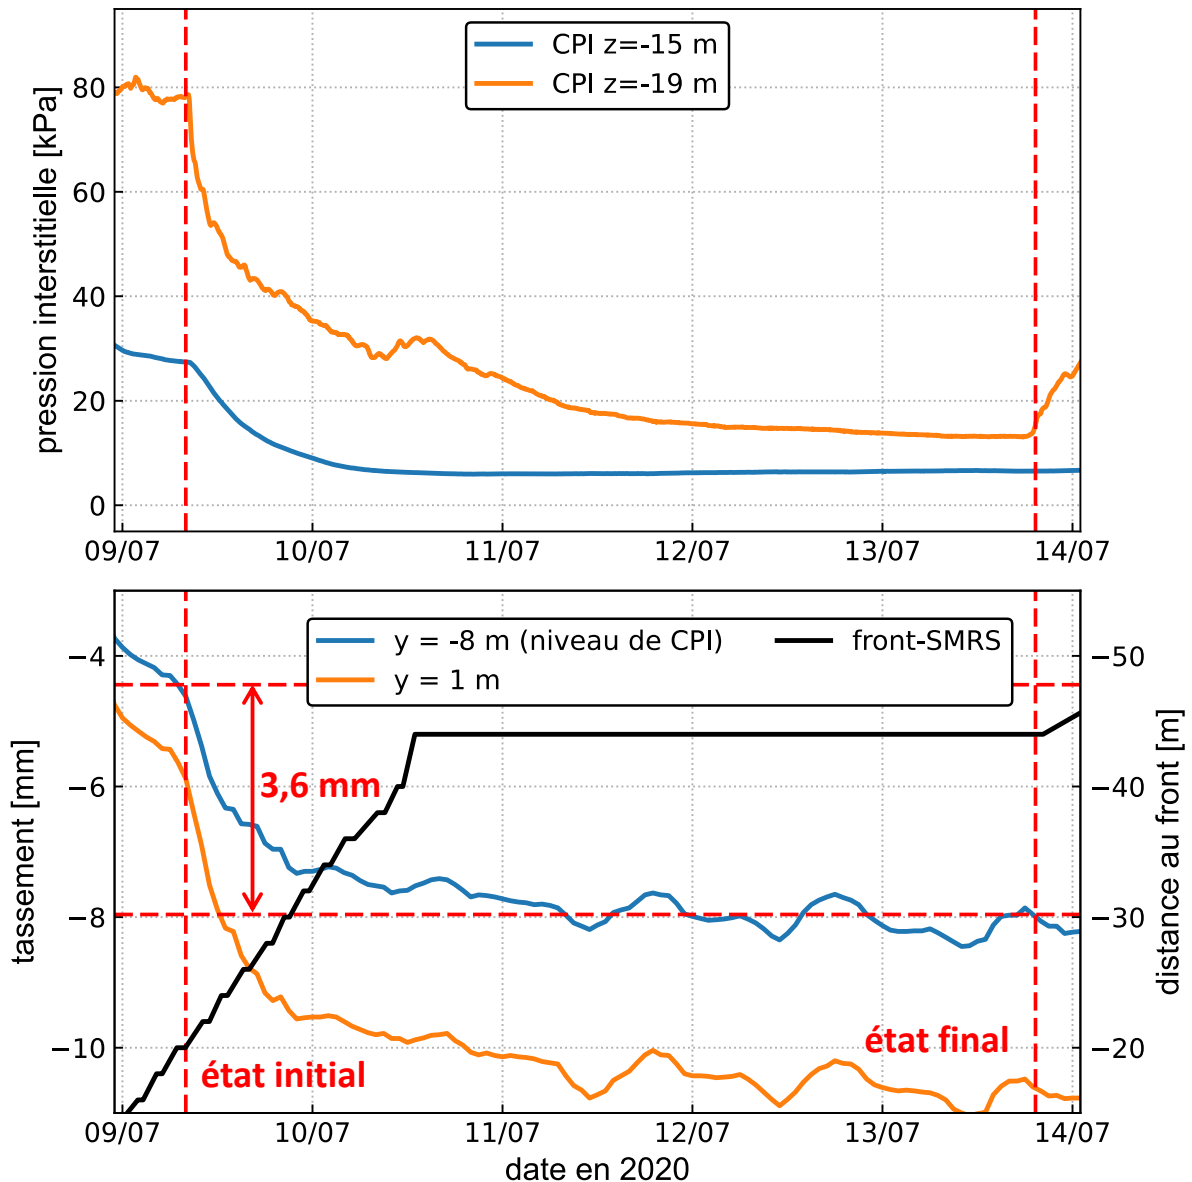 CPI z=-15 m
CPI z=-19 m
pression interstitielle [kPa]
80
60
40
20
0
09/07 10/07 11/07 12/07 13/07 14/07
y = -8 m (niveau de CPI) front-SMRS
y = 1 m
tassement [mm]
distance au front [m]
−4 −50
3,6 mm
−6 −40
−8 −30
−10 −20
état initial
état final
09/07 10/07 11/07 12/07 13/07 14/07
date en 2020